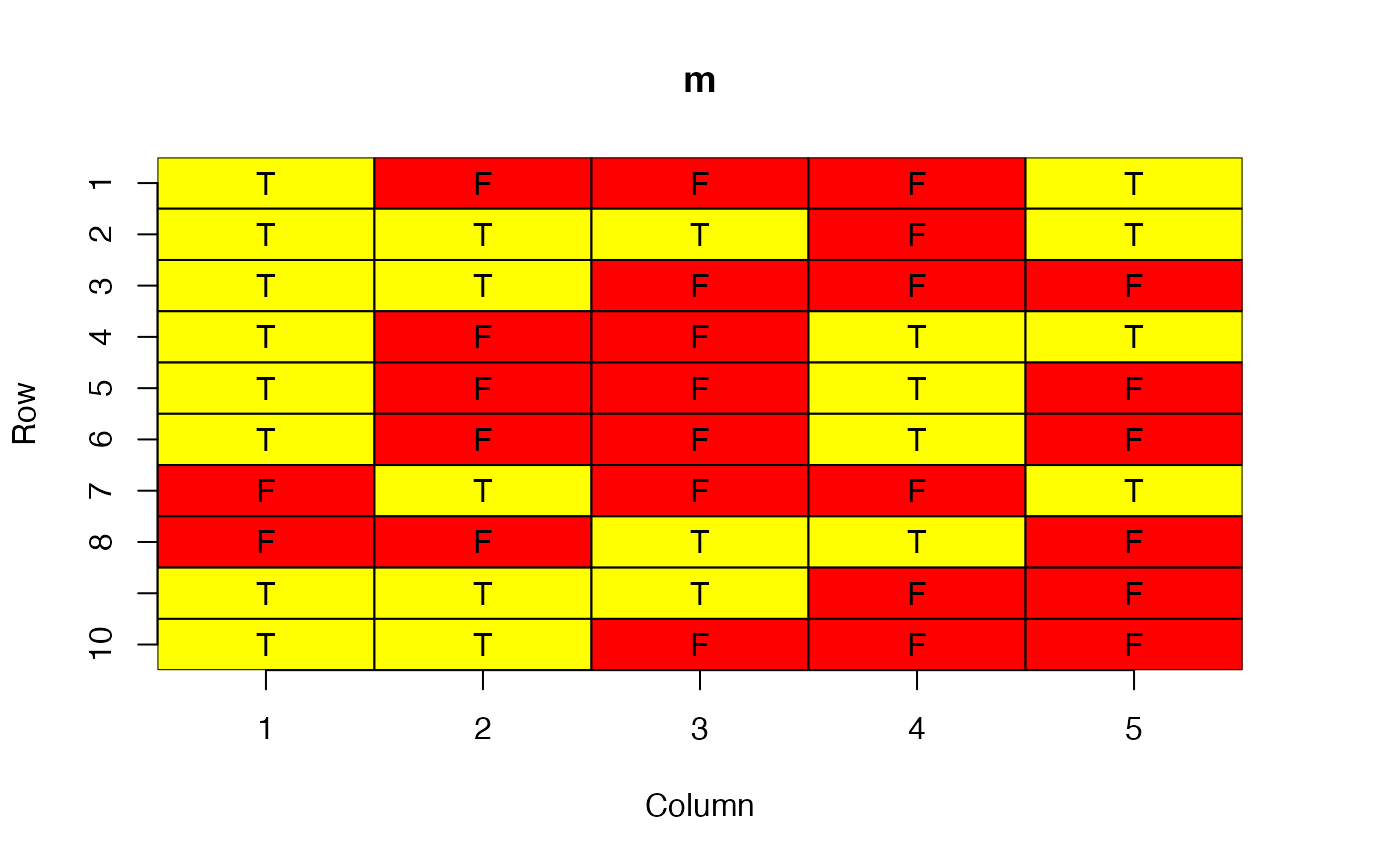 m
1 T F F F T
2 T T T F T
3 T T F F F
4 T F F T T
5 T F F T F
6 T F F T F
7 F T F F T
8 F F T T F
T T T F F
10 T T F F F
Row
1 2 3 4 5
Column